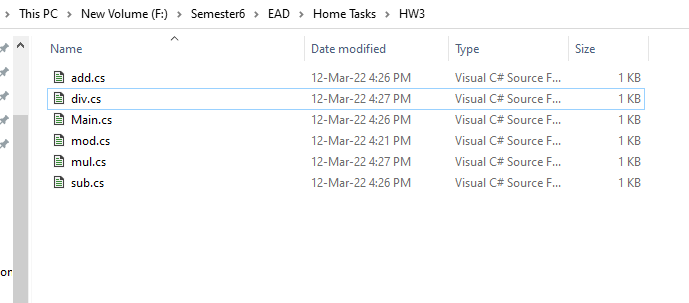 This PC > New Volume (F:) > Semester6 > EAD > Home Tasks > HW3
Name Date modified Type Size
add.cs 12-Mar-22 4:26 PM Visual C# Source F... 1 KB
div.cs 12-Mar-22 4:27 PM Visual C# Source F... 1 KB
Main.cs 12-Mar-22 4:26 PM Visual C# Source F... 1 KB
mod.cs 12-Mar-22 4:21 PM Visual C# Source F... 1 KB
mul.cs 12-Mar-22 4:27 PM Visual C# Source F... 1 KB
sub.cs 12-Mar-22 4:26 PM Visual C# Source F... 1 KB
or